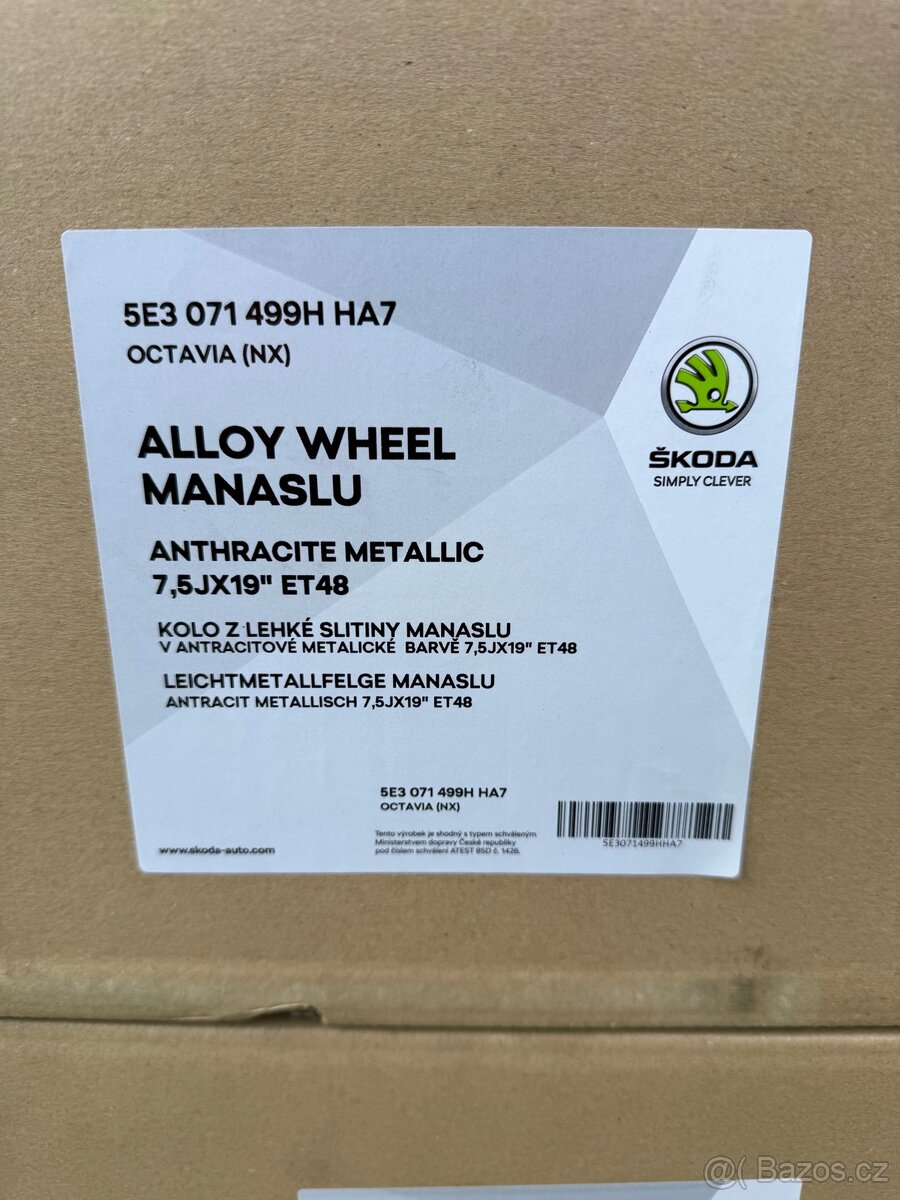 5E3 071 499H HA7
OCTAVIA (NX)
ŠKODA
SIMPLY CLEVER
ALLOY WHEEL
MANASLU
ANTHRACITE METALLIC
7,5JX19" ET48
KOLO Z LEHKÉ SLITINY MANASLU
V ANTRACITOVÉ METALICKÉ BARVĚ 7,5JX19" ET48
LEICHTMETALLFELGE MANASLU
ANTRACIT METALLISCH 7,5JX19" ET48
5E3 071 499H HA7
OCTAVIA (NX)
www.skoda-auto.com
Tento výrobek je shodný s typem schváleným
Ministerstvem dopravy České republiky
pod číslem schválení ATEST 8SD č. 1426.
5E3071499HHA7
@( Bazos.cz